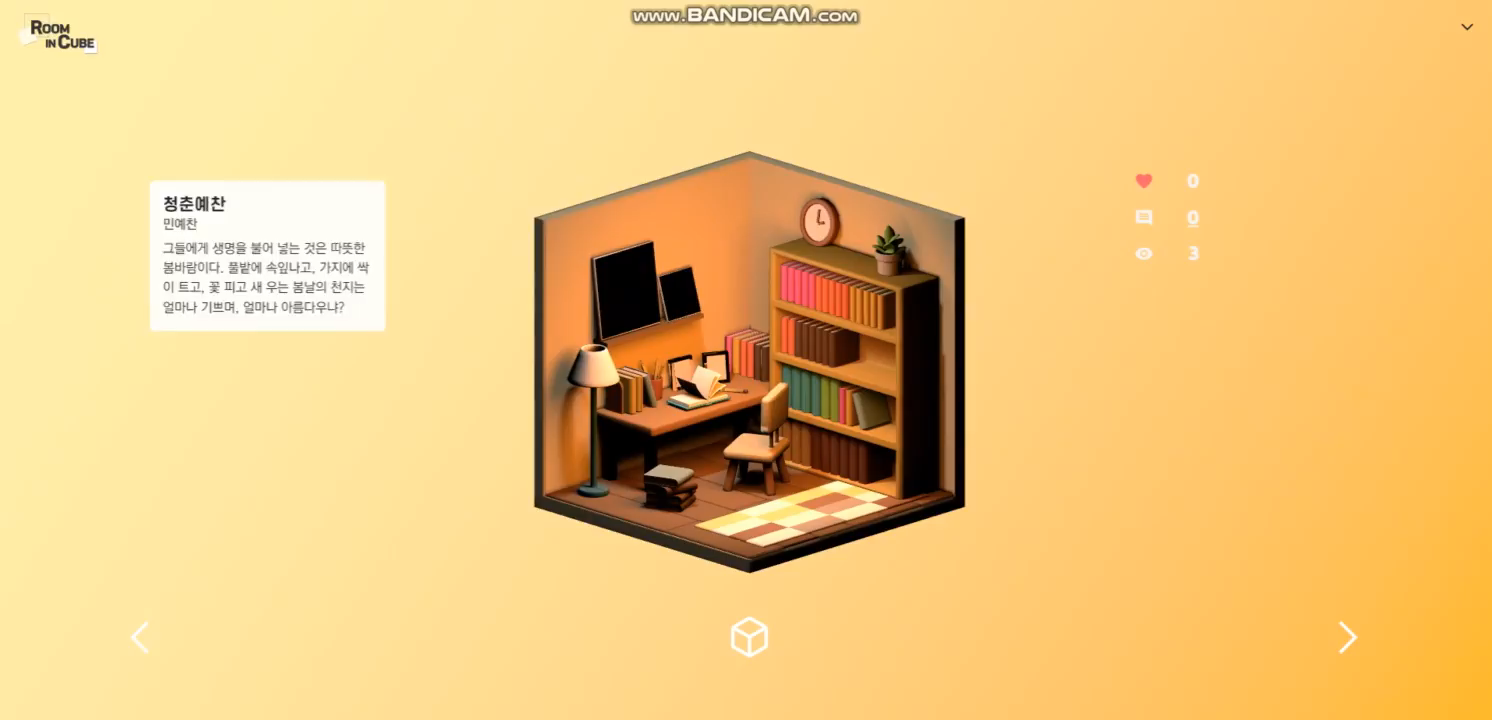 ROOM
IN CUBE
www.BANDICAM.com
청춘예찬
민예찬
그들에게 생명을 불어 넣는 것은 따뜻한
봄바람이다. 풀밭에 속잎나고, 가지에 싹
이 트고, 꽃 피고 새 우는 봄날의 천지는
얼마나 기쁘며, 얼마나 아름다우냐?
0
0
3